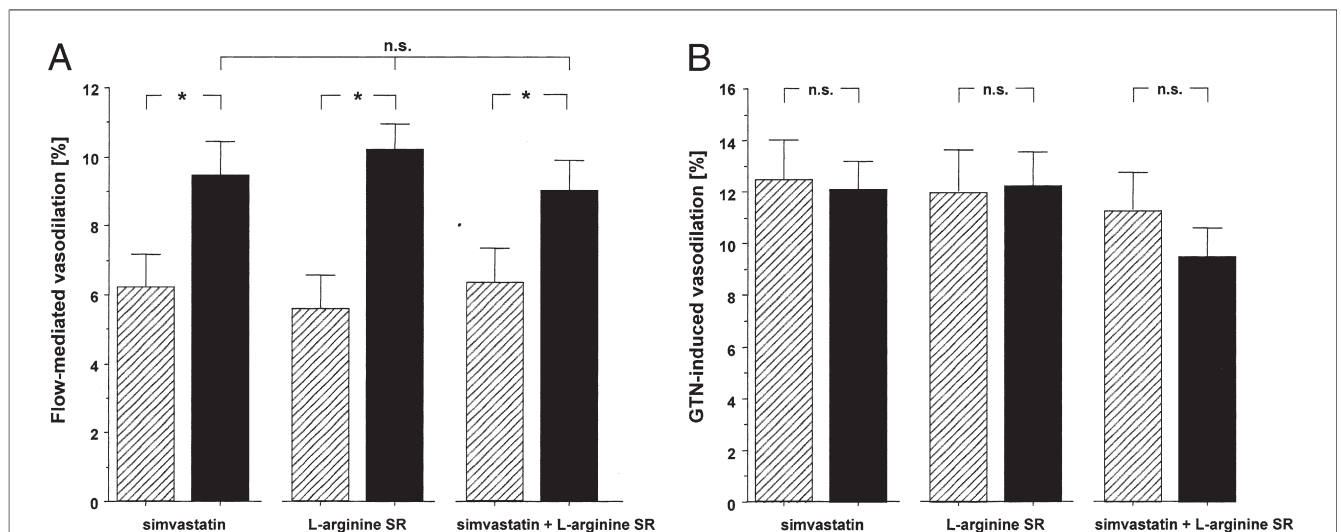 A
n.s.
* * *
Flow-mediated vasodilation [%]
12
10
8
6
4
2
0
simvastatin L-arginine SR simvastatin + L-arginine SR
B
n.s. n.s. n.s.
GTN-induced vasodilation [%]
16
14
12
10
8
6
4
2
0
simvastatin L-arginine SR simvastatin + L-arginine SR